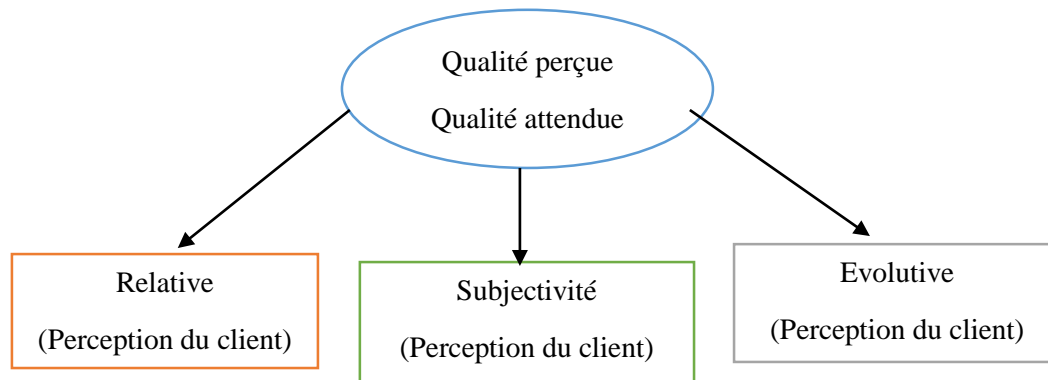 Qualité perçue
Qualité attendue
Relative
(Perception du client)
Subjectivité
(Perception du client)
Evolutive
(Perception du client)